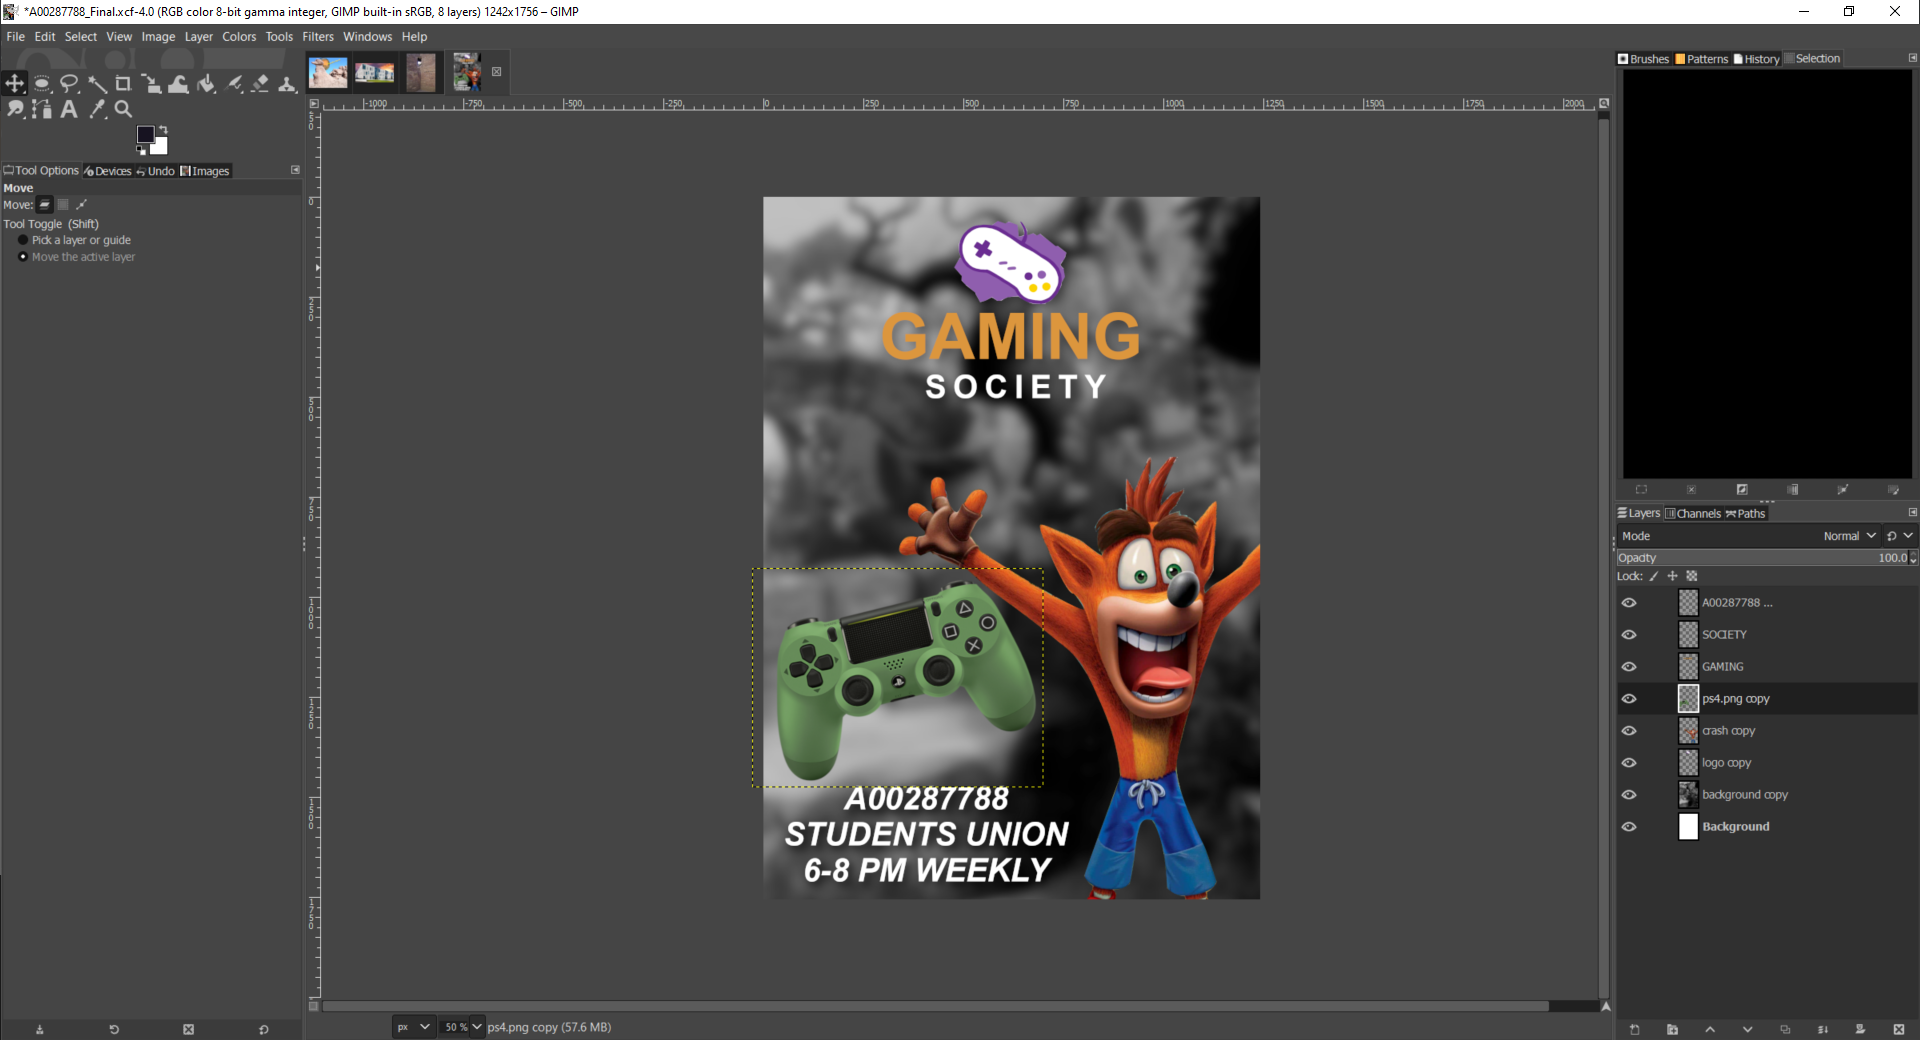 *A00287788_Final.xcf-4.0 (RGB color 8-bit gamma integer, GIMP built-in sRGB, 8 layers) 1242x1756 – GIMP
File Edit Select View Image Layer Colors Tools Filters Windows Help
Brushes Patterns History Selection
-1000 -750 -500 -250 0 250 500 750 1000 1250 1500 1750 2000
Tool Options Devices Undo Images
Move
Move:
Tool Toggle (Shift)
Pick a layer or guide
Move the active layer
GAMING
SOCIETY
A00287788
STUDENTS UNION
6-8 PM WEEKLY
Layers Channels Paths
Mode Normal
Opacity 100.0
Lock:
A00287788 ...
SOCIETY
GAMING
ps4.png copy
crash copy
logo copy
background copy
Background
px 50 % ps4.png copy (57.6 MB)